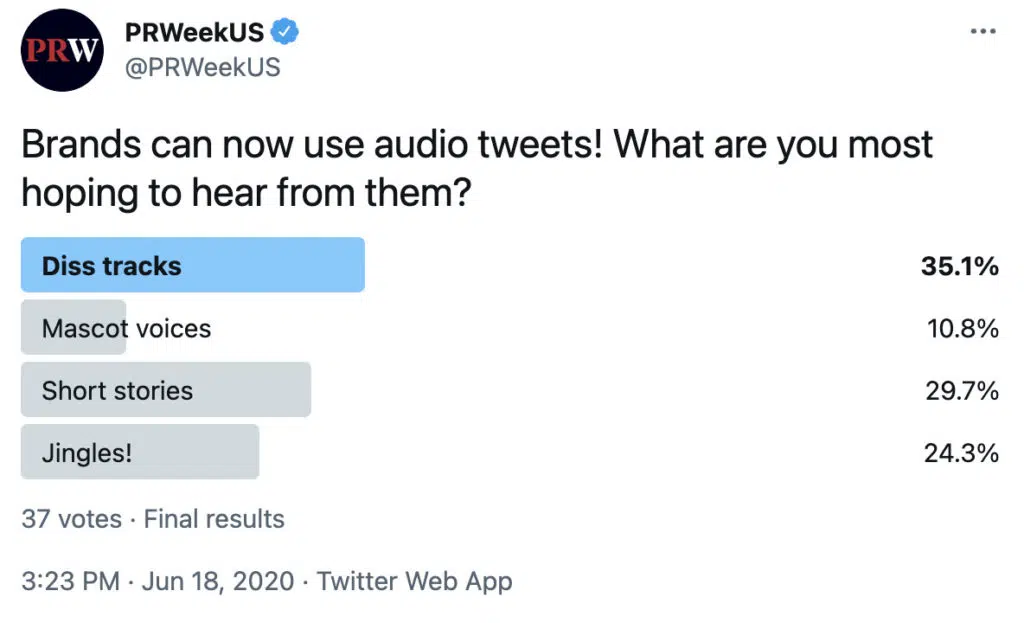 PRW
PRWeekUS
@PRWeekUS
Brands can now use audio tweets! What are you most
hoping to hear from them?
Diss tracks 35.1%
Mascot voices 10.8%
Short stories 29.7%
Jingles! 24.3%
37 votes · Final results
3:23 PM · Jun 18, 2020 · Twitter Web App